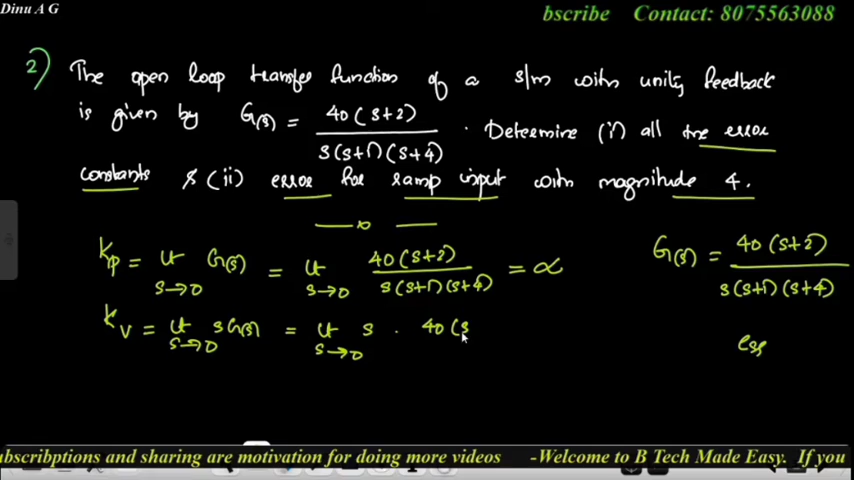 Dinu A G
bscribe Contact: 8075563088
2) The open loop transfer function of a s/m with unity feedback
is given by G(s) = 40(s+2) / s(s+1)(s+4) . Determine (i) all the error
constants & (ii) error for ramp input with magnitude 4.
Kp = Lt s→0 G(s) = Lt s→0 40(s+2) / s(s+1)(s+4) = ∝
G(s) = 40(s+2) / s(s+1)(s+4)
Kv = Lt s→0 sG(s) = Lt s→0 s . 40(s
ess
ubscribptions and sharing are motivation for doing more videos -Welcome to B Tech Made Easy. If you